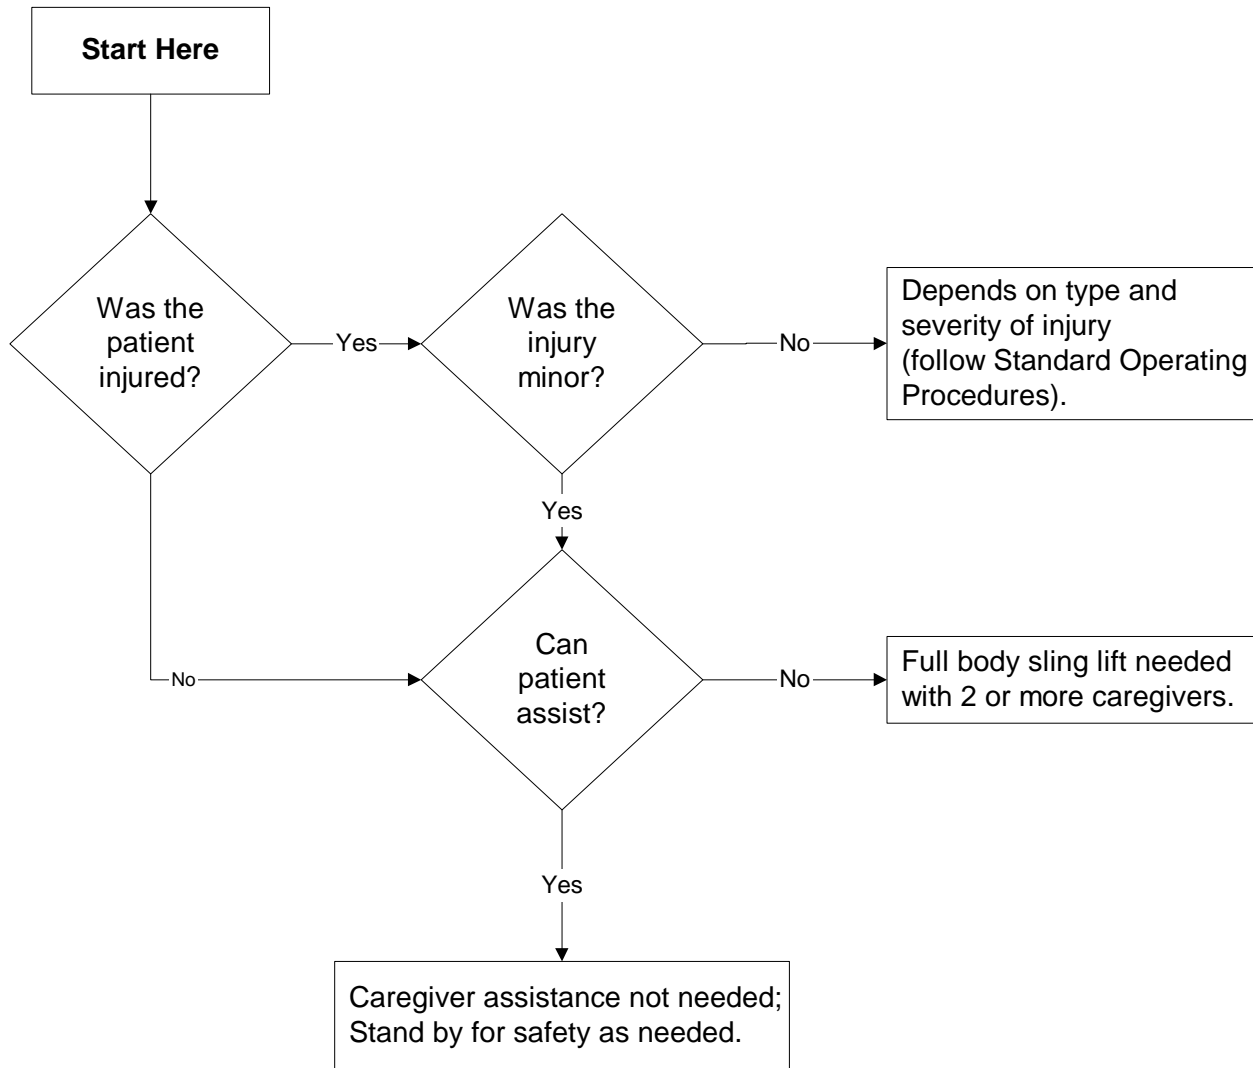 Start Here
Was the
patient
injured?
Yes
Was the
injury
minor?
No
Depends on type and
severity of injury
(follow Standard Operating
Procedures).
Yes
No
Can
patient
assist?
No
Full body sling lift needed
with 2 or more caregivers.
Yes
Caregiver assistance not needed;
Stand by for safety as needed.